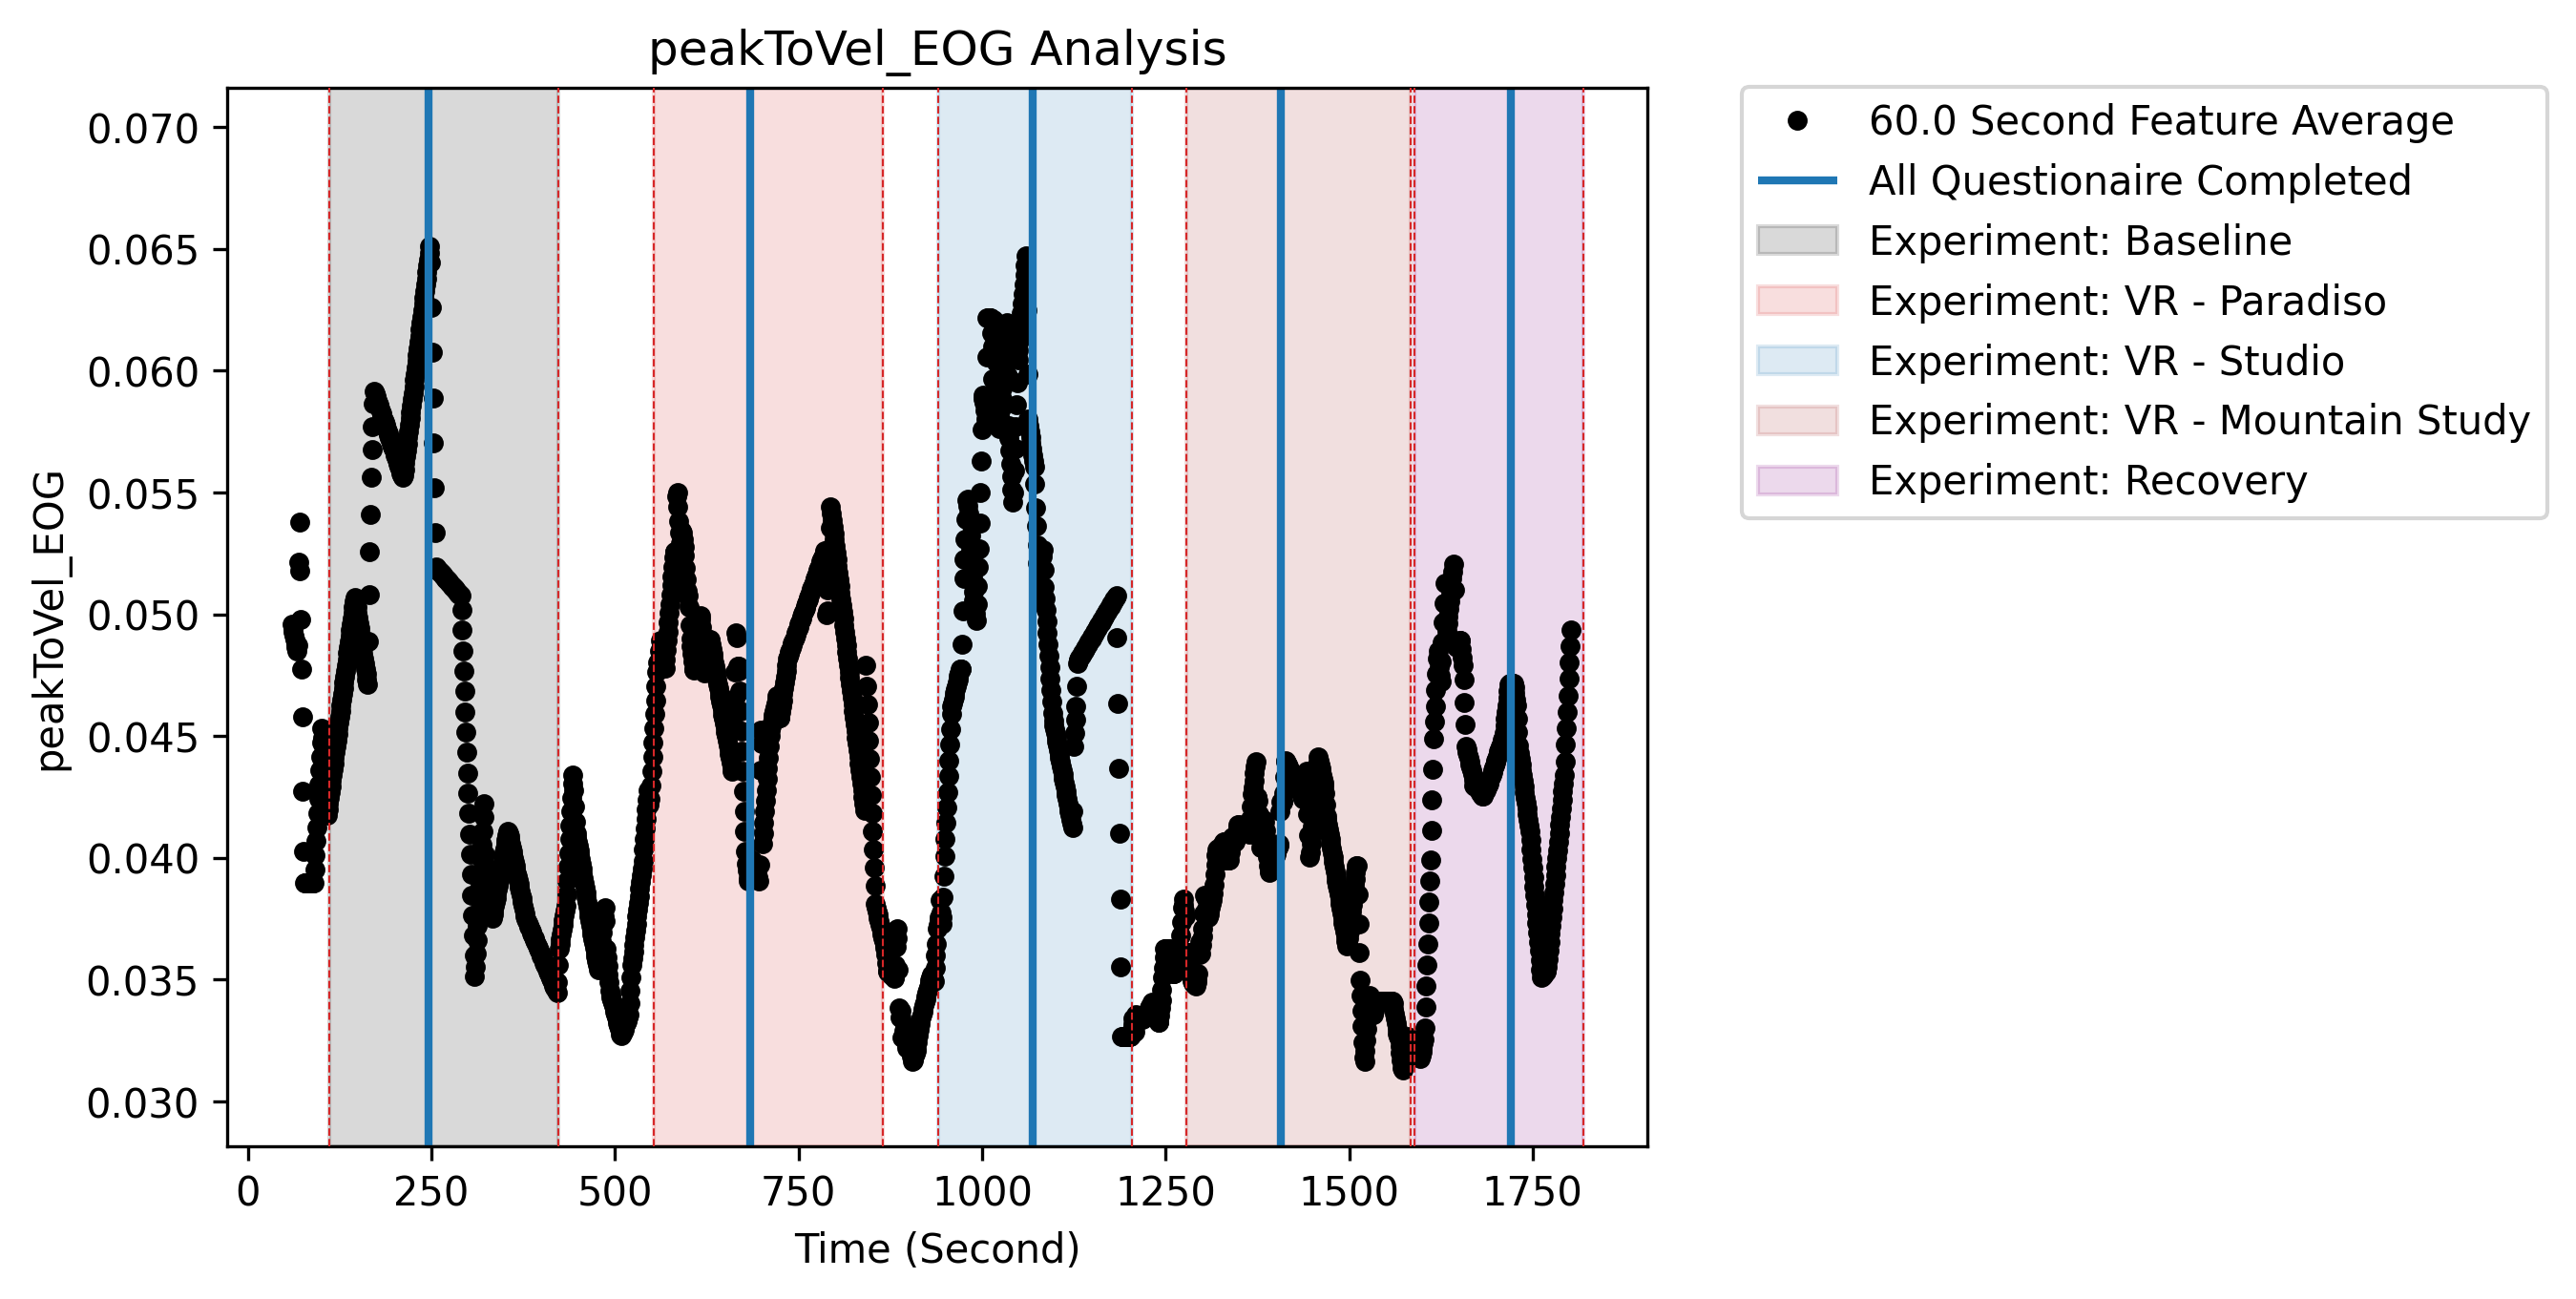 peakToVel_EOG Analysis
60.0 Second Feature Average
All Questionaire Completed
Experiment: Baseline
Experiment: VR - Paradiso
Experiment: VR - Studio
Experiment: VR - Mountain Study
Experiment: Recovery
peakToVel_EOG
0.070
0.065
0.060
0.055
0.050
0.045
0.040
0.035
0.030
0
250
500
750
1000
1250
1500
1750
Time (Second)